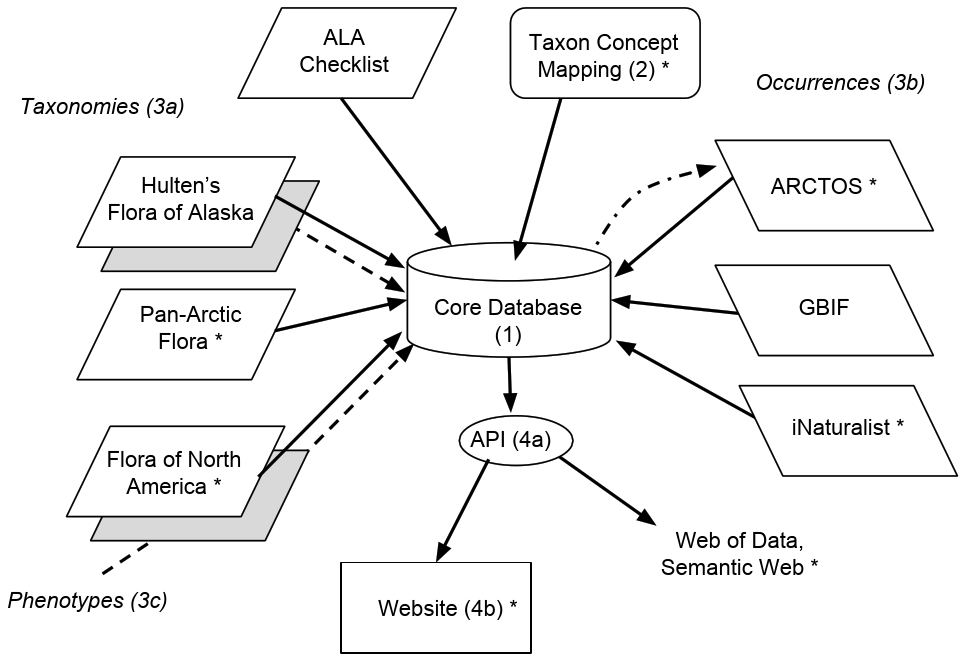 ALA
Checklist
Taxon Concept
Mapping (2) *
Taxonomies (3a)
Occurrences (3b)
Hulten's
Flora of Alaska
ARCTOS *
Pan-Arctic
Flora *
Core Database
(1)
GBIF
Flora of North
America *
API (4a)
iNaturalist *
Web of Data,
Semantic Web *
Phenotypes (3c)
Website (4b) *